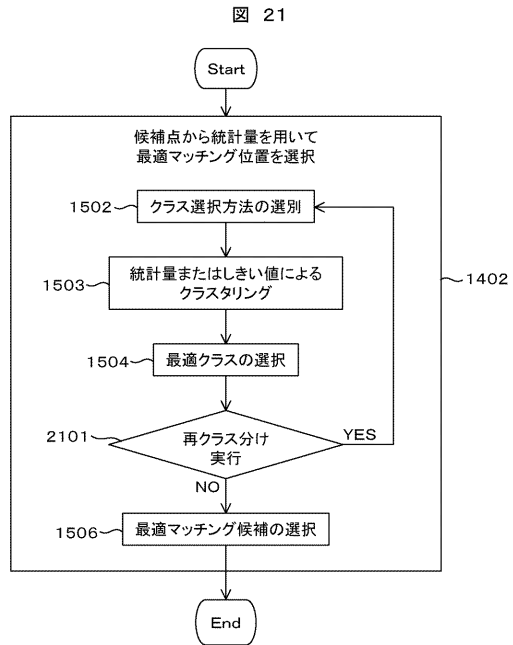 図 21
Start
候補点から統計量を用いて
最適マッチング位置を選択
1502
クラス選択方法の選別
1503
統計量またはしきい値による
クラスタリング
1402
1504
最適クラスの選択
2101
再クラス分け
実行
YES
NO
1506
最適マッチング候補の選択
End